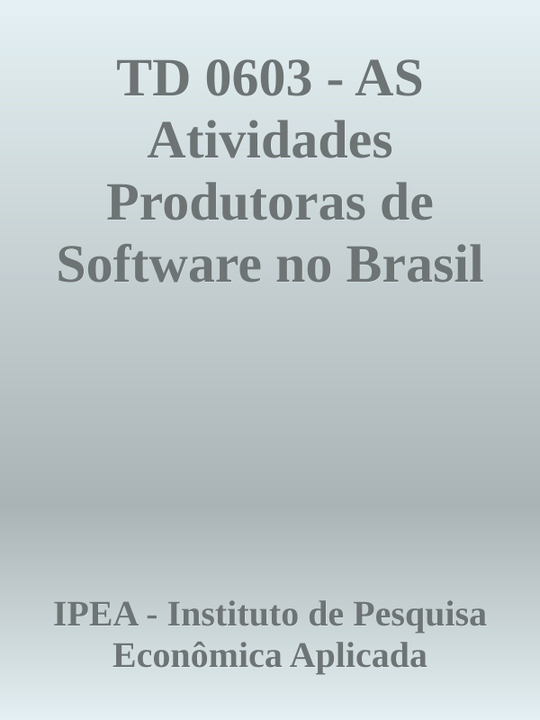 TD 0603 - AS
Atividades
Produtoras de
Software no Brasil
IPEA - Instituto de Pesquisa
Econômica Aplicada